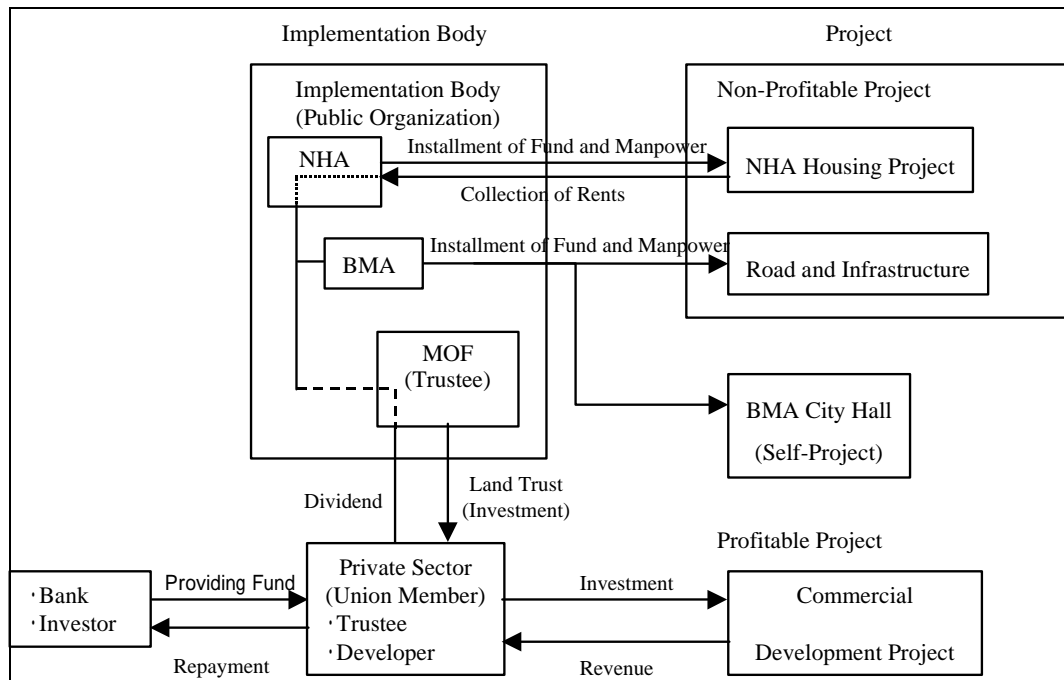 Implementation Body
Project
Implementation Body
(Public Organization)
Non-Profitable Project
NHA
Installment of Fund and Manpower
NHA Housing Project
Collection of Rents
BMA
Installment of Fund and Manpower
Road and Infrastructure
MOF
(Trustee)
BMA City Hall
(Self-Project)
Dividend
Land Trust
(Investment)
Profitable Project
·Bank
·Investor
Providing Fund
Repayment
Private Sector
(Union Member)
·Trustee
·Developer
Investment
Revenue
Commercial
Development Project